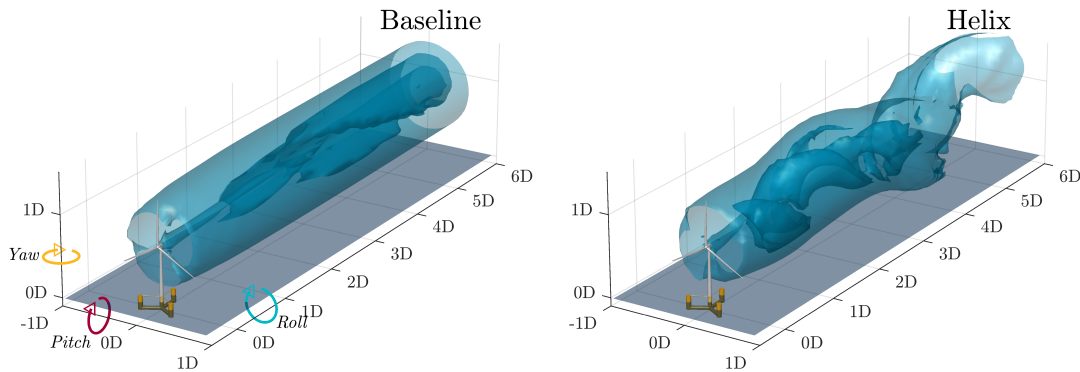 Baseline
1D
0D
-1D
0D
1D
0D
1D
2D
3D
4D
5D
6D
Yaw
Pitch
Roll
Helix
1D
0D
-1D
0D
1D
0D
1D
2D
3D
4D
5D
6D